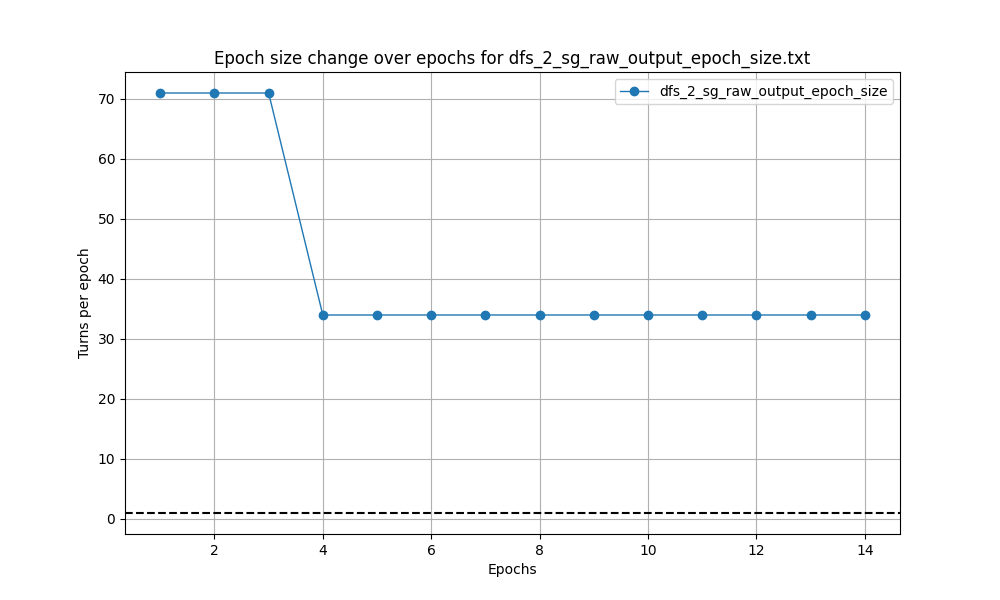 Epoch size change over epochs for dfs_2_sg_raw_output_epoch_size.txt
dfs_2_sg_raw_output_epoch_size
Turns per epoch
70
60
50
40
30
20
10
0
2 4 6 8 10 12 14
Epochs